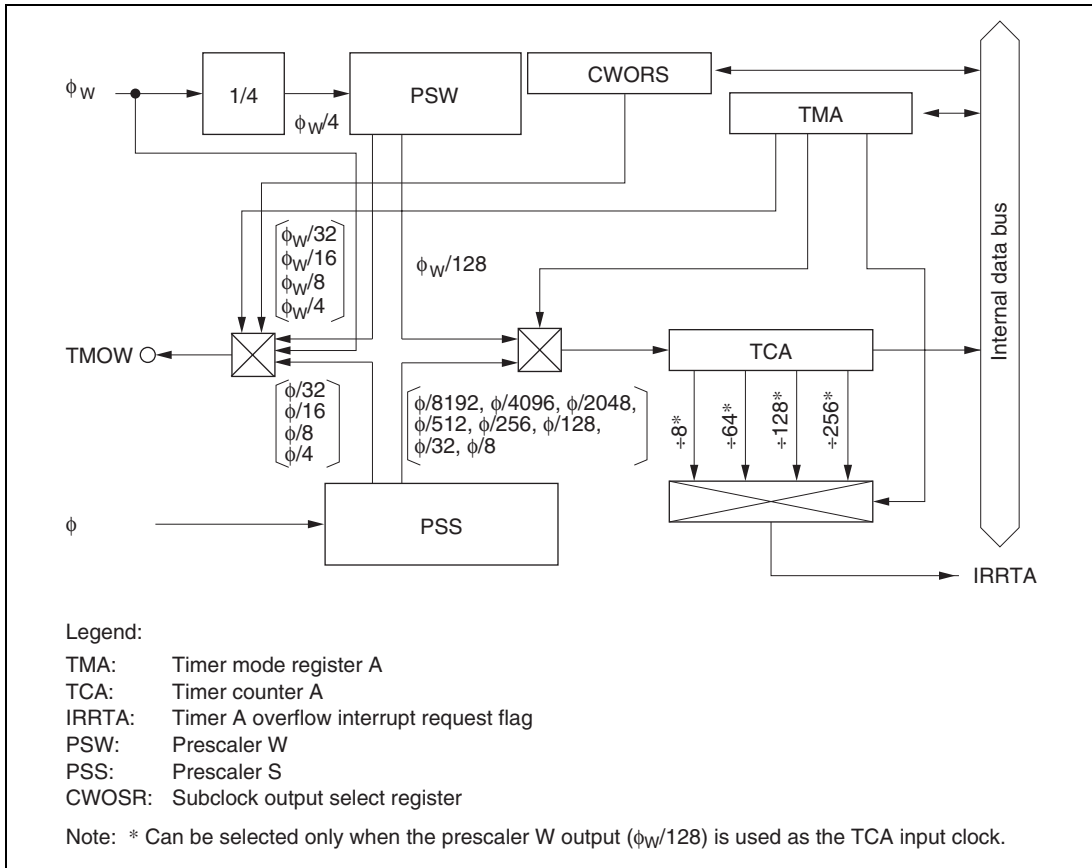 ϕW
1/4
ϕW/4
PSW
CWORS
TMA
Internal data bus
ϕW/32
ϕW/16
ϕW/8
ϕW/4
ϕW/128
TMOW
TCA
ϕ/32
ϕ/16
ϕ/8
ϕ/4
ϕ/8192, ϕ/4096, ϕ/2048,
ϕ/512, ϕ/256, ϕ/128,
ϕ/32, ϕ/8
÷8*
÷64*
÷128*
÷256*
ϕ
PSS
IRRTA
Legend:
TMA: Timer mode register A
TCA: Timer counter A
IRRTA: Timer A overflow interrupt request flag
PSW: Prescaler W
PSS: Prescaler S
CWOSR: Subclock output select register
Note: * Can be selected only when the prescaler W output (ϕW/128) is used as the TCA input clock.